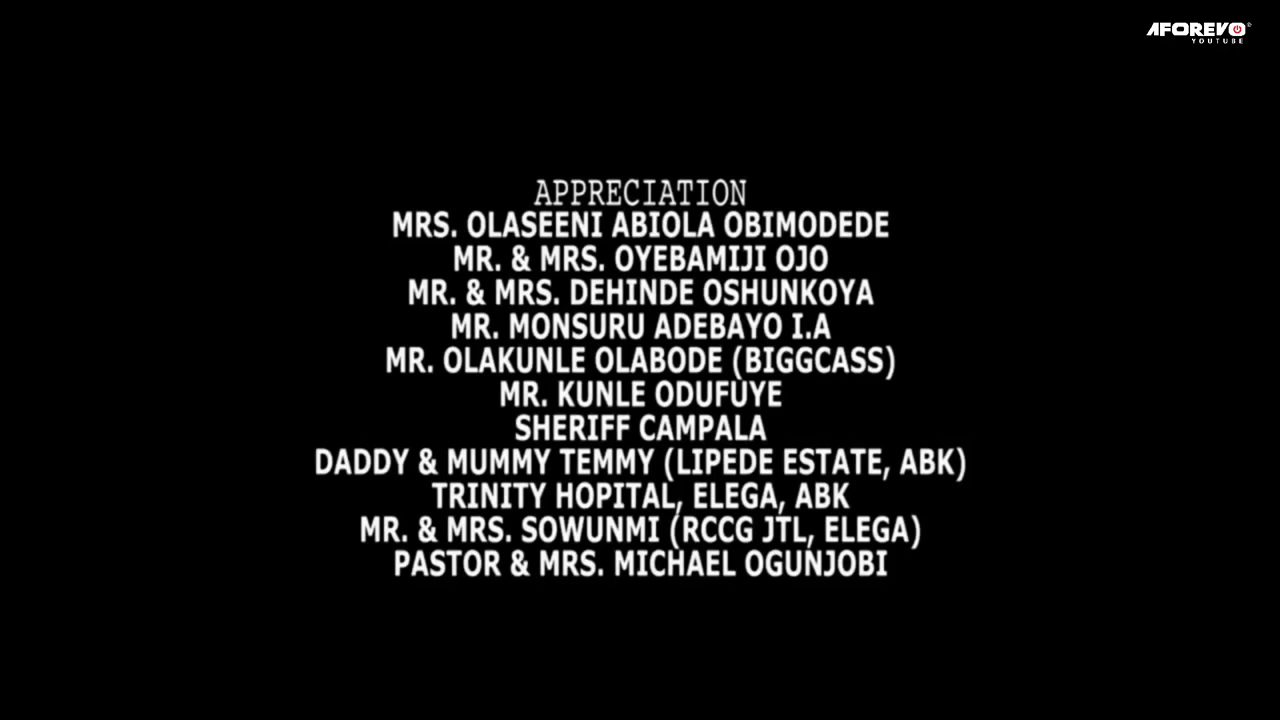 AFOREVO
YOUTUBE
APPRECIATION
MRS. OLASEENI ABIOLA OBIMODEDE
MR. & MRS. OYEBAMIJI OJO
MR. & MRS. DEHINDE OSHUNKOYA
MR. MONSURU ADEBAYO I.A
MR. OLAKUNLE OLABODE (BIGGCASS)
MR. KUNLE ODUFUYE
SHERIFF CAMPALA
DADDY & MUMMY TEMMY (LIPEDE ESTATE, ABK)
TRINITY HOPITAL, ELEGA, ABK
MR. & MRS. SOWUNMI (RCCG JTL, ELEGA)
PASTOR & MRS. MICHAEL OGUNJOBI